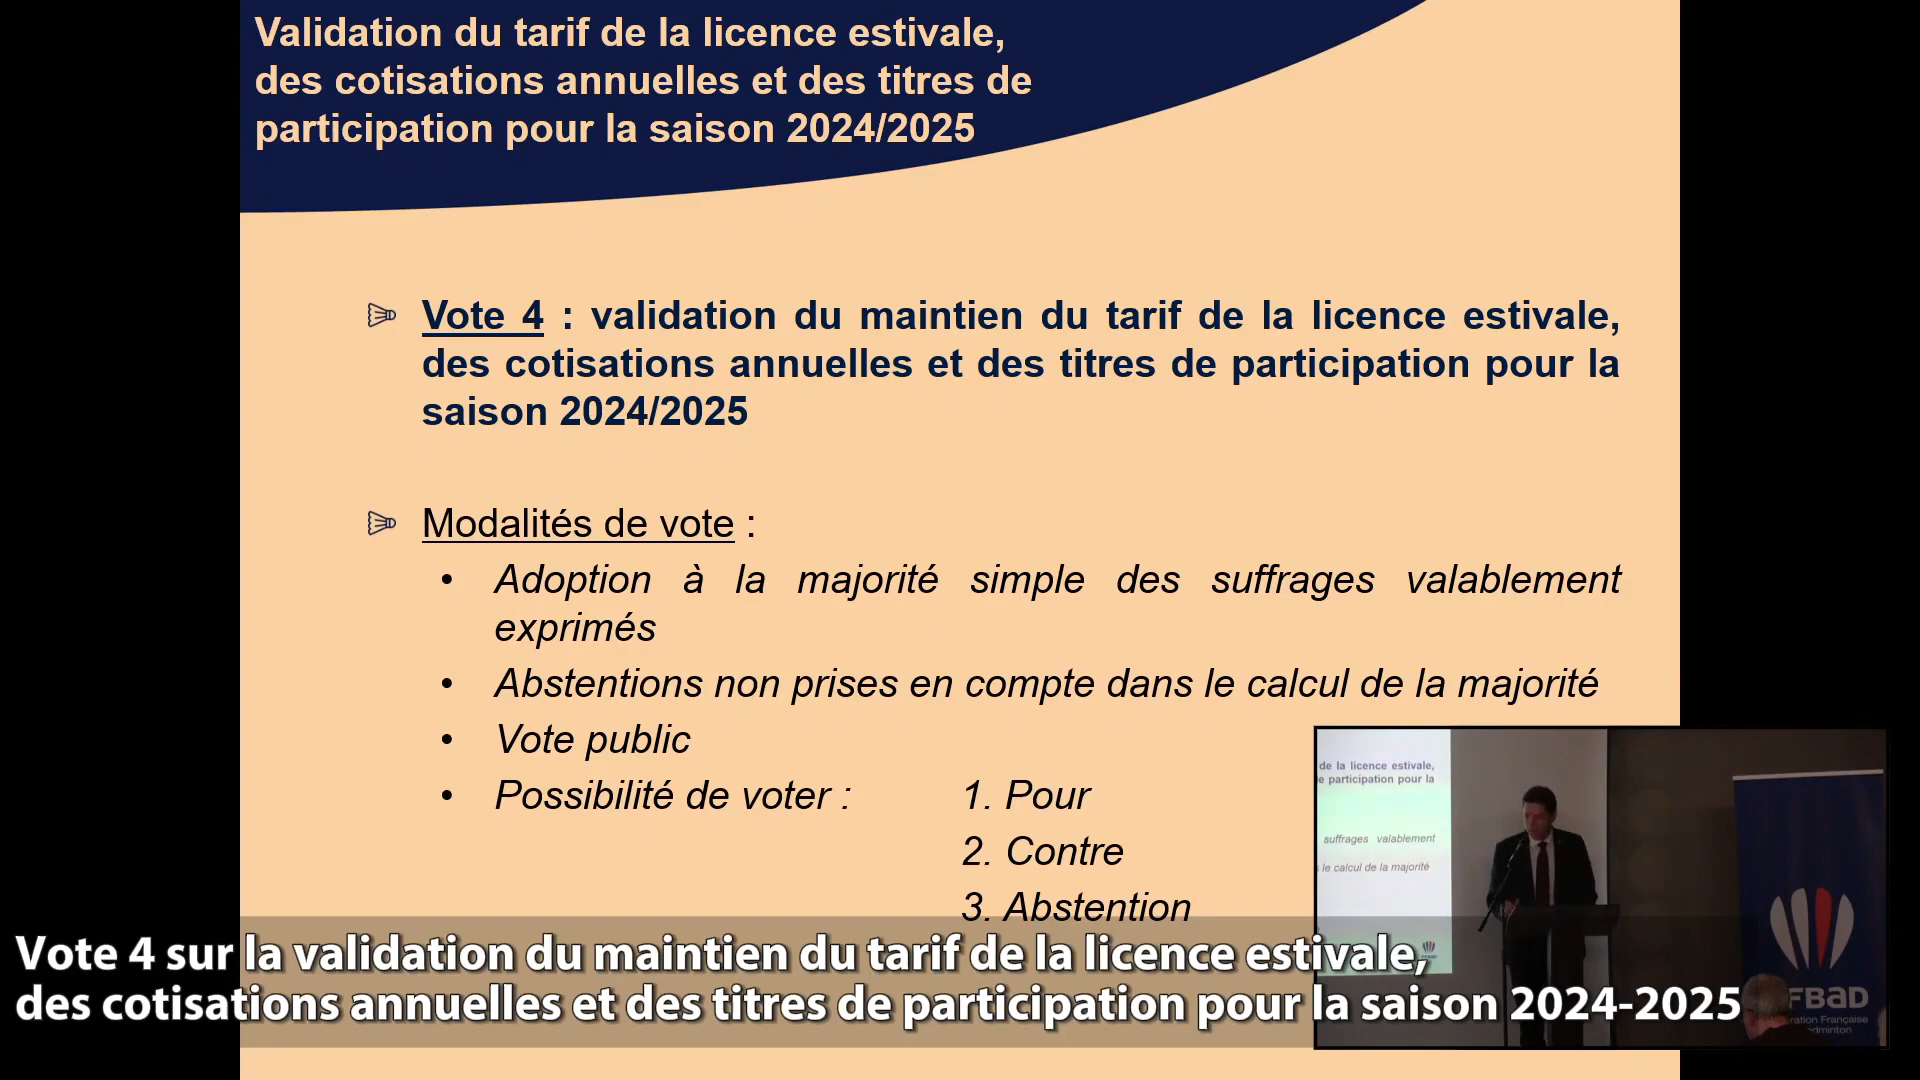 Validation du tarif de la licence estivale,
des cotisations annuelles et des titres de
participation pour la saison 2024/2025
Vote 4 : validation du maintien du tarif de la licence estivale,
des cotisations annuelles et des titres de participation pour la
saison 2024/2025
Modalités de vote :
• Adoption à la majorité simple des suffrages valablement
exprimés
• Abstentions non prises en compte dans le calcul de la majorité
• Vote public
• Possibilité de voter : 1. Pour
2. Contre
3. Abstention
de la licence estivale,
participation pour la
suffrages valablement
le calcul de la majorité
Vote 4 sur la validation du maintien du tarif de la licence estivale,
des cotisations annuelles et des titres de participation pour la saison 2024-2025
FBaD
Française